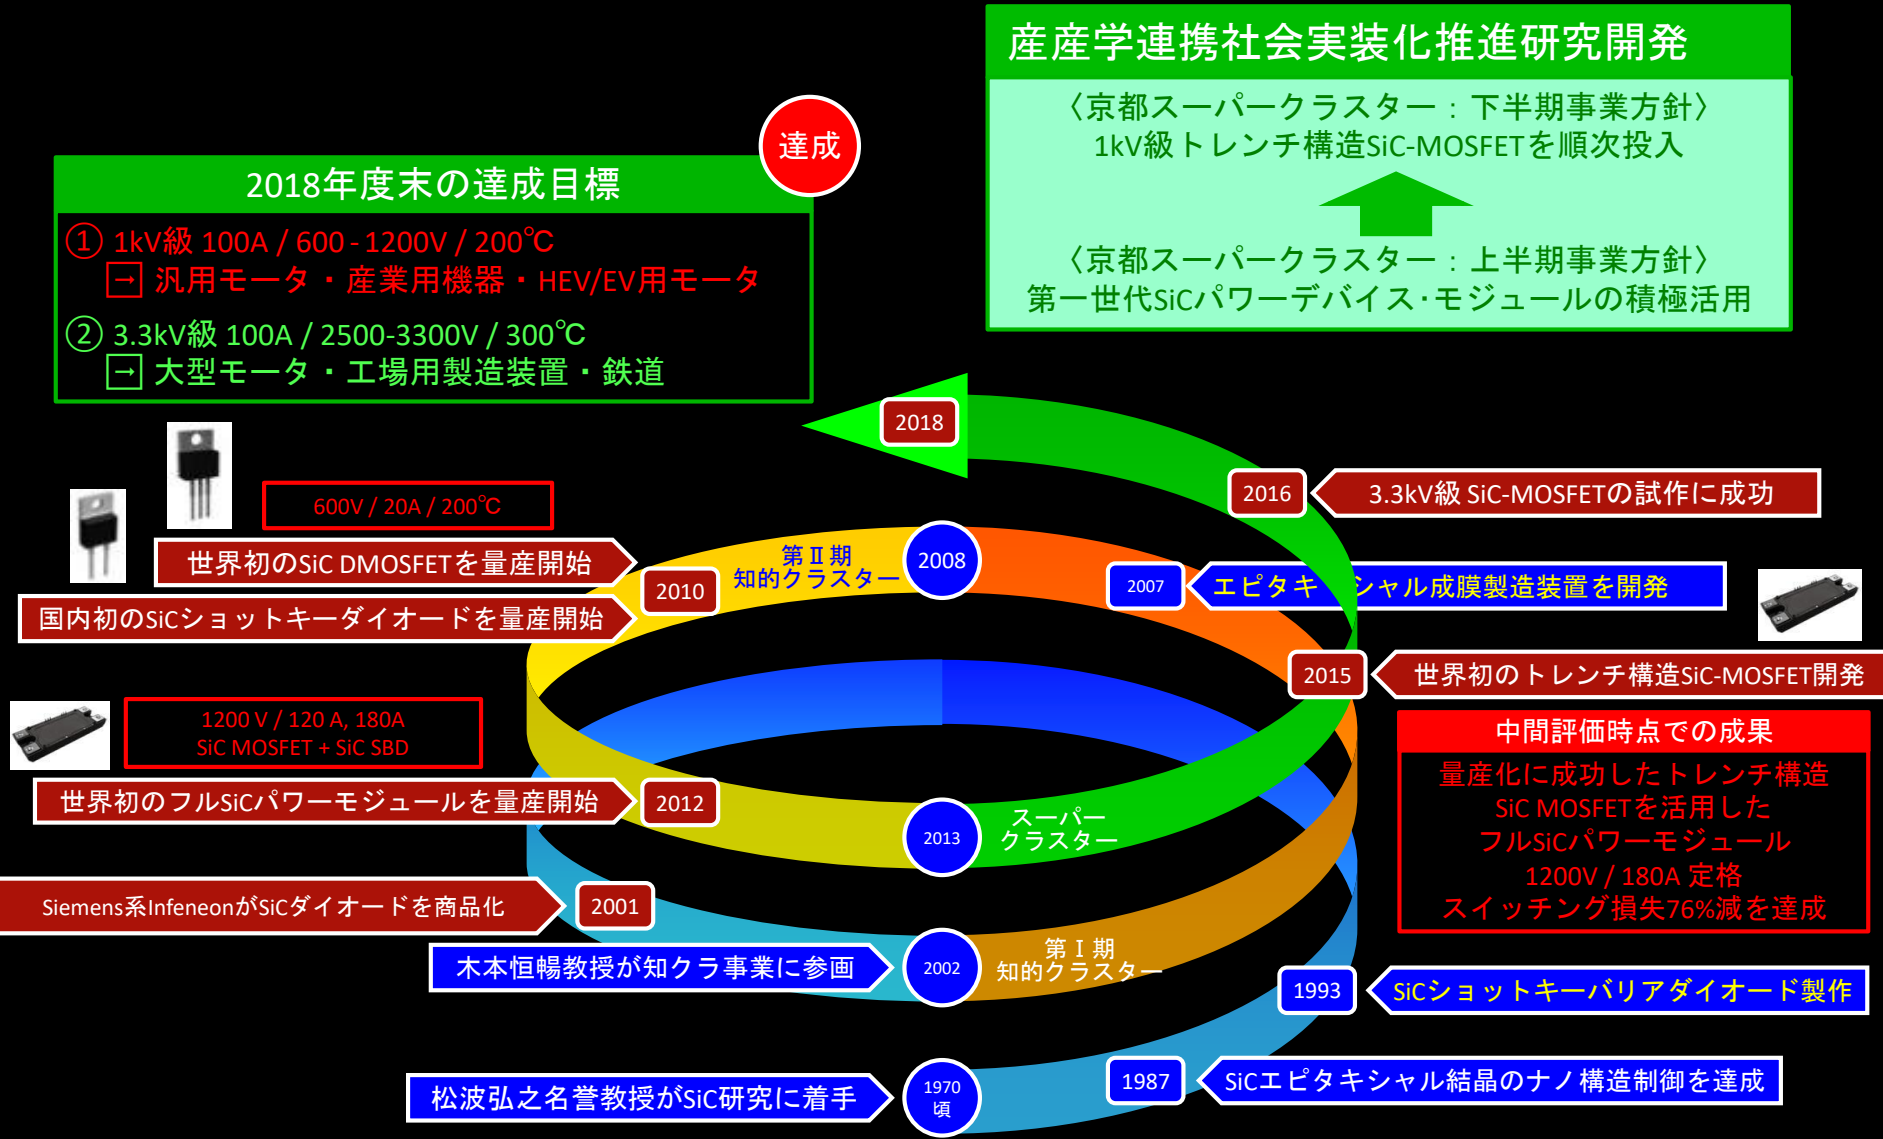 産産学連携社会実装化推進研究開発
〈京都スーパークラスター：下半期事業方針〉
1kV級トレンチ構造SiC-MOSFETを順次投入
〈京都スーパークラスター：上半期事業方針〉
第一世代SiCパワーデバイス・モジュールの積極活用
達成
2018年度末の達成目標
① 1kV級 100A / 600 - 1200V / 200℃
→ 汎用モータ・産業用機器・HEV/EV用モータ
② 3.3kV級 100A / 2500-3300V / 300℃
→ 大型モータ・工場用製造装置・鉄道
2018
2016
3.3kV級 SiC-MOSFETの試作に成功
600V / 20A / 200℃
世界初のSiC DMOSFETを量産開始
国内初のSiCショットキーダイオードを量産開始
2010
第Ⅱ期
知的クラスター
2008
2007
エピタキシャル成膜製造装置を開発
2015
世界初のトレンチ構造SiC-MOSFET開発
1200 V / 120 A, 180A
SiC MOSFET + SiC SBD
世界初のフルSiCパワーモジュールを量産開始
2012
2013
スーパー
クラスター
中間評価時点での成果
量産化に成功したトレンチ構造
SiC MOSFETを活用した
フルSiCパワーモジュール
1200V / 180A 定格
スイッチング損失76%減を達成
Siemens系InfeneonがSiCダイオードを商品化
2001
木本恒暢教授が知クラ事業に参画
2002
第Ⅰ期
知的クラスター
1993
SiCショットキーバリアダイオード製作
松波弘之名誉教授がSiC研究に着手
1970
頃
1987
SiCエピタキシャル結晶のナノ構造制御を達成